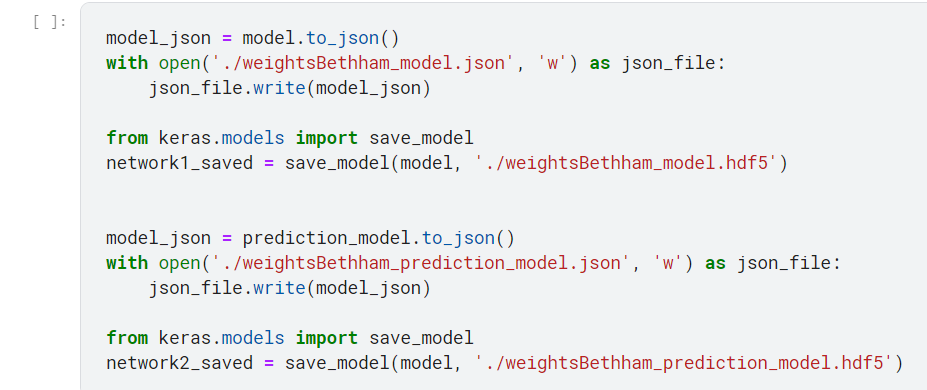 [ ]:
model_json = model.to_json()
with open('./weightsBethham_model.json', 'w') as json_file:
    json_file.write(model_json)
from keras.models import save_model
network1_saved = save_model(model, './weightsBethham_model.hdf5')
model_json = prediction_model.to_json()
with open('./weightsBethham_prediction_model.json', 'w') as json_file:
    json_file.write(model_json)
from keras.models import save_model
network2_saved = save_model(model, './weightsBethham_prediction_model.hdf5')